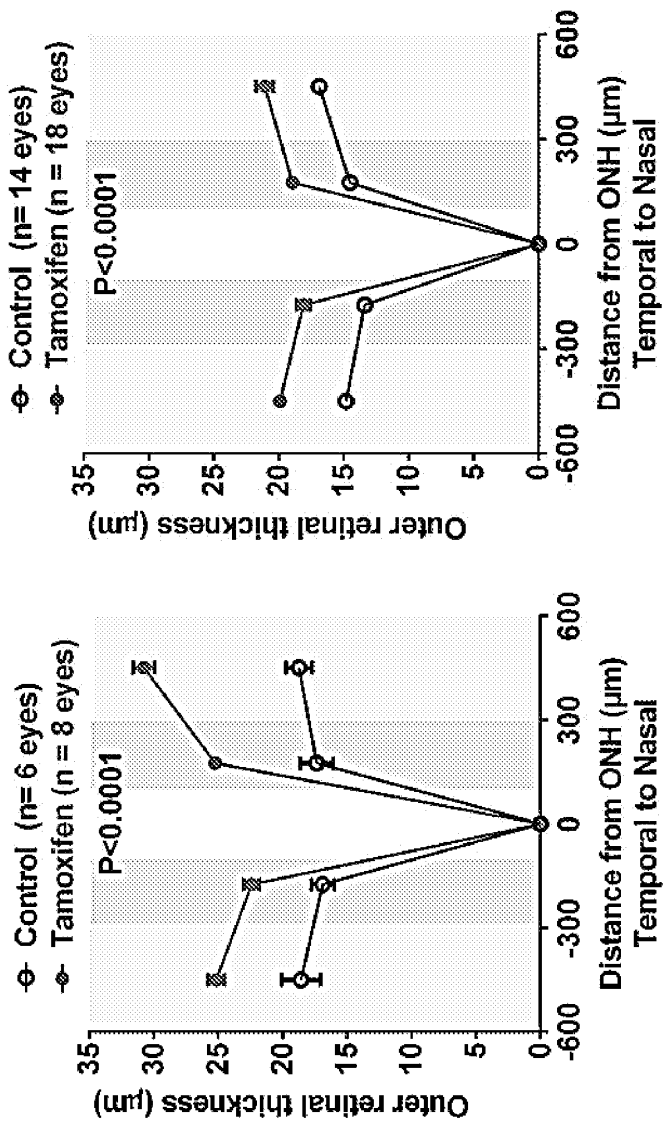 Control (n= 6 eyes)
Tamoxifen (n = 8 eyes)
P<0.0001
35
30
25
20
15
10
5
0
Outer retinal thickness (μm)
-600
-300
0
300
600
Distance from ONH (μm)
Temporal to Nasal
Control (n= 14 eyes)
Tamoxifen (n = 18 eyes)
P<0.0001
35
30
25
20
15
10
5
0
Outer retinal thickness (μm)
-600
-300
0
300
600
Distance from ONH (μm)
Temporal to Nasal